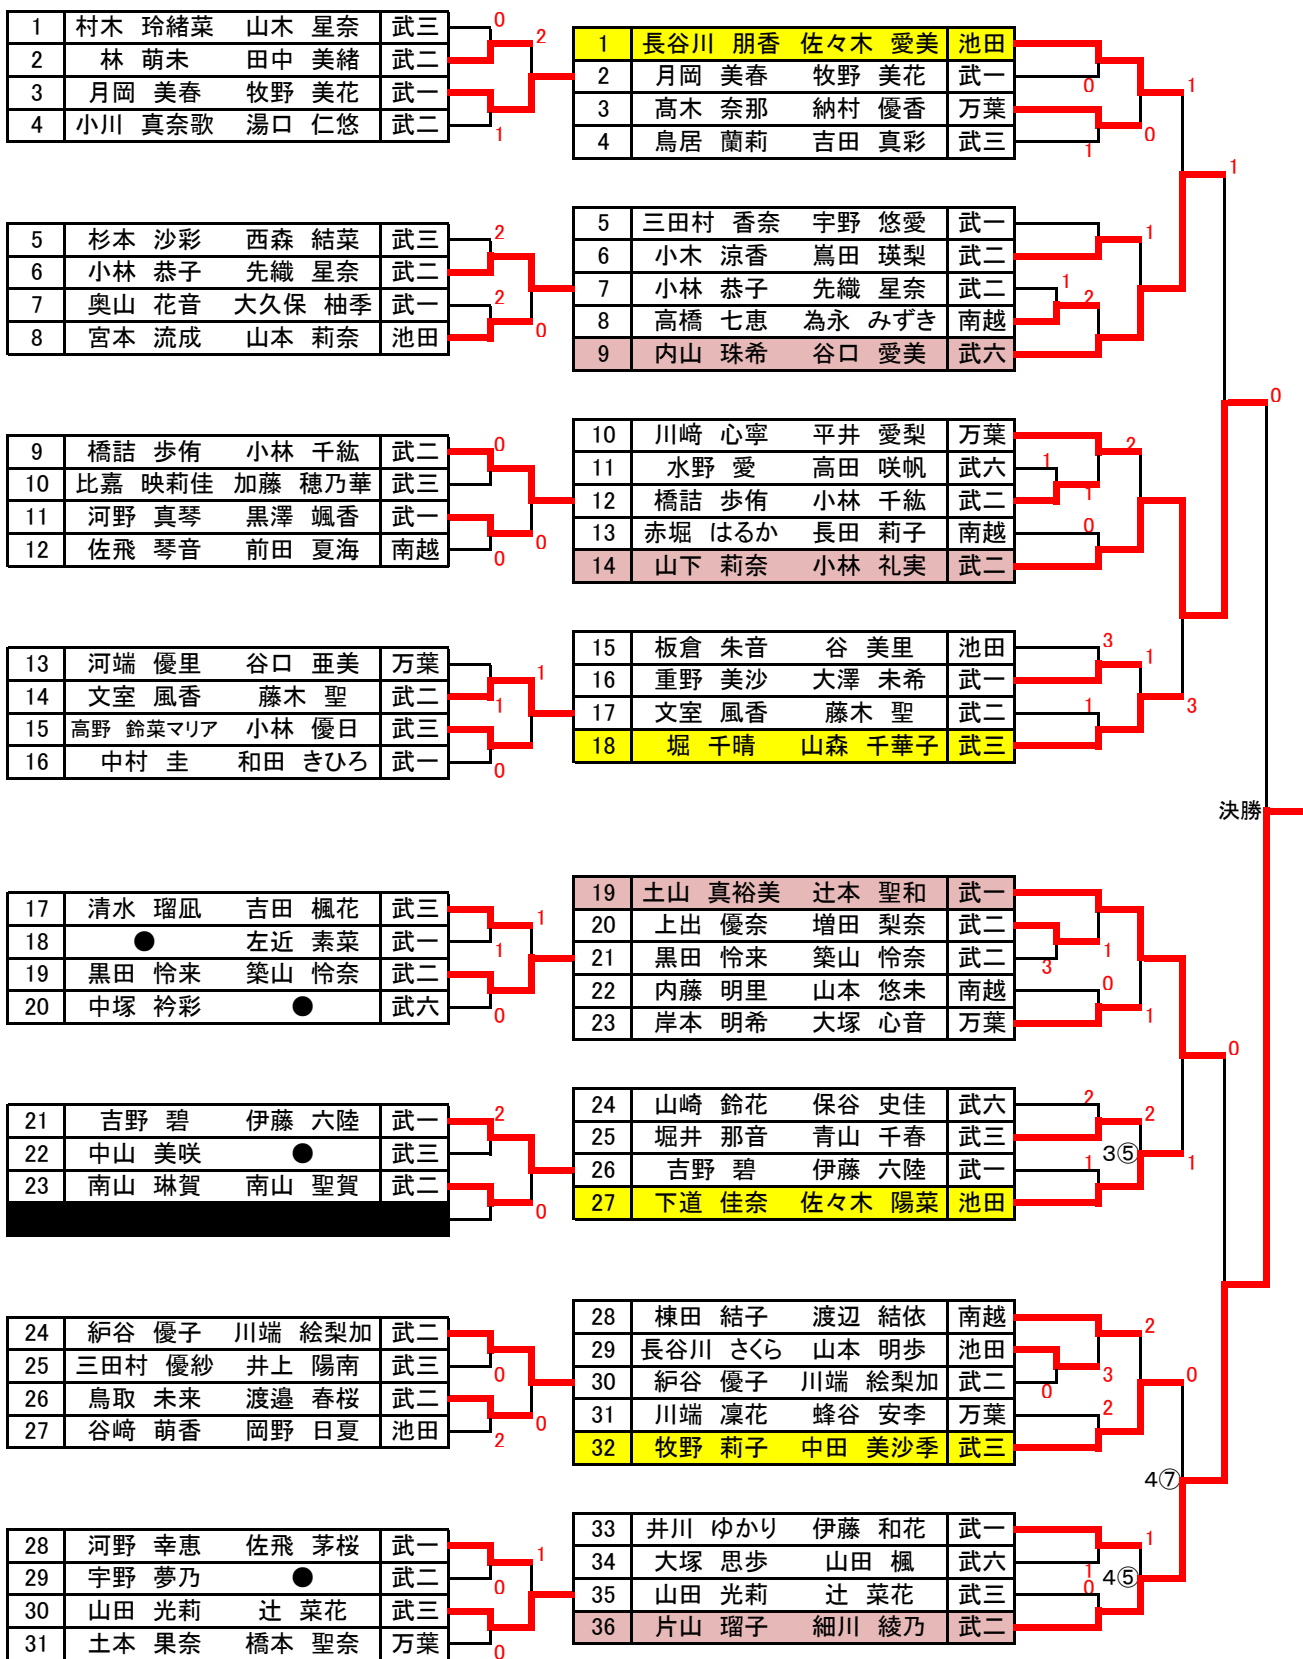 1 村木 玲緒菜 山木 星奈 武三 0
2 林 萌未 田中 美緒 武二 2
3 月岡 美春 牧野 美花 武一
4 小川 真奈歌 湯口 仁悠 武二 1
5 杉本 沙彩 西森 結菜 武三 2
6 小林 恭子 先織 星奈 武二
7 奥山 花音 大久保 柚季 武一 2
8 宮本 流成 山本 莉奈 池田 0
9 橋詰 歩侑 小林 千紘 武二 0
10 比嘉 映莉佳 加藤 穂乃華 武三
11 河野 真琴 黒澤 颯香 武一
12 佐飛 琴音 前田 夏海 南越 0 0
13 河端 優里 谷口 亜美 万葉 1
14 文室 風香 藤木 聖 武二 1
15 高野 鈴菜マリア 小林 優日 武三
16 中村 圭 和田 きひろ 武一 0
17 清水 瑠凪 吉田 楓花 武三 1
18 ● 左近 素菜 武一 1
19 黒田 怜来 築山 怜奈 武二
20 中塚 衿彩 ● 武六 0
21 吉野 碧 伊藤 六陸 武一 2
22 中山 美咲 ● 武三
23 南山 琳賀 南山 聖賀 武二 0
24 絈谷 優子 川端 絵梨加 武二
25 三田村 優紗 井上 陽南 武三 0
26 鳥取 未来 渡邉 春桜 武二
27 谷﨑 萌香 岡野 日夏 池田 2 0
28 河野 幸恵 佐飛 茅桜 武一 1
29 宇野 夢乃 ● 武二 0
30 山田 光莉 辻 菜花 武三
31 土本 果奈 橋本 聖奈 万葉 0
1 長谷川 朋香 佐々木 愛美 池田
2 月岡 美春 牧野 美花 武一 0 1
3 髙木 奈那 納村 優香 万葉
4 鳥居 蘭莉 吉田 真彩 武三 1 0
1
5 三田村 香奈 宇野 悠愛 武一 1
6 小木 涼香 嶌田 瑛梨 武二
7 小林 恭子 先織 星奈 武二 1 2
8 高橋 七恵 為永 みずき 南越
9 内山 珠希 谷口 愛美 武六
0
10 川﨑 心寧 平井 愛梨 万葉 2
11 水野 愛 高田 咲帆 武六 1
12 橋詰 歩侑 小林 千紘 武二 1
13 赤堀 はるか 長田 莉子 南越 0
14 山下 莉奈 小林 礼実 武二
15 板倉 朱音 谷 美里 池田 3 1
16 重野 美沙 大澤 未希 武一
17 文室 風香 藤木 聖 武二 1 3
18 堀 千晴 山森 千華子 武三
決勝
19 土山 真裕美 辻本 聖和 武一
20 上出 優奈 増田 梨奈 武二 1
21 黒田 怜来 築山 怜奈 武二 3
22 内藤 明里 山本 悠未 南越 0
23 岸本 明希 大塚 心音 万葉 1
0
24 山崎 鈴花 保谷 史佳 武六 2 2
25 堀井 那音 青山 千春 武三 3⑤
26 吉野 碧 伊藤 六陸 武一 1 1
27 下道 佳奈 佐々木 陽菜 池田
28 棟田 結子 渡辺 結依 南越 2
29 長谷川 さくら 山本 明歩 池田 3
30 絈谷 優子 川端 絵梨加 武二 0 0
31 川端 凜花 蜂谷 安李 万葉 2
32 牧野 莉子 中田 美沙季 武三
4⑦
33 井川 ゆかり 伊藤 和花 武一 1
34 大塚 思歩 山田 楓 武六 1
35 山田 光莉 辻 菜花 武三 0 4⑤
36 片山 瑠子 細川 綾乃 武二